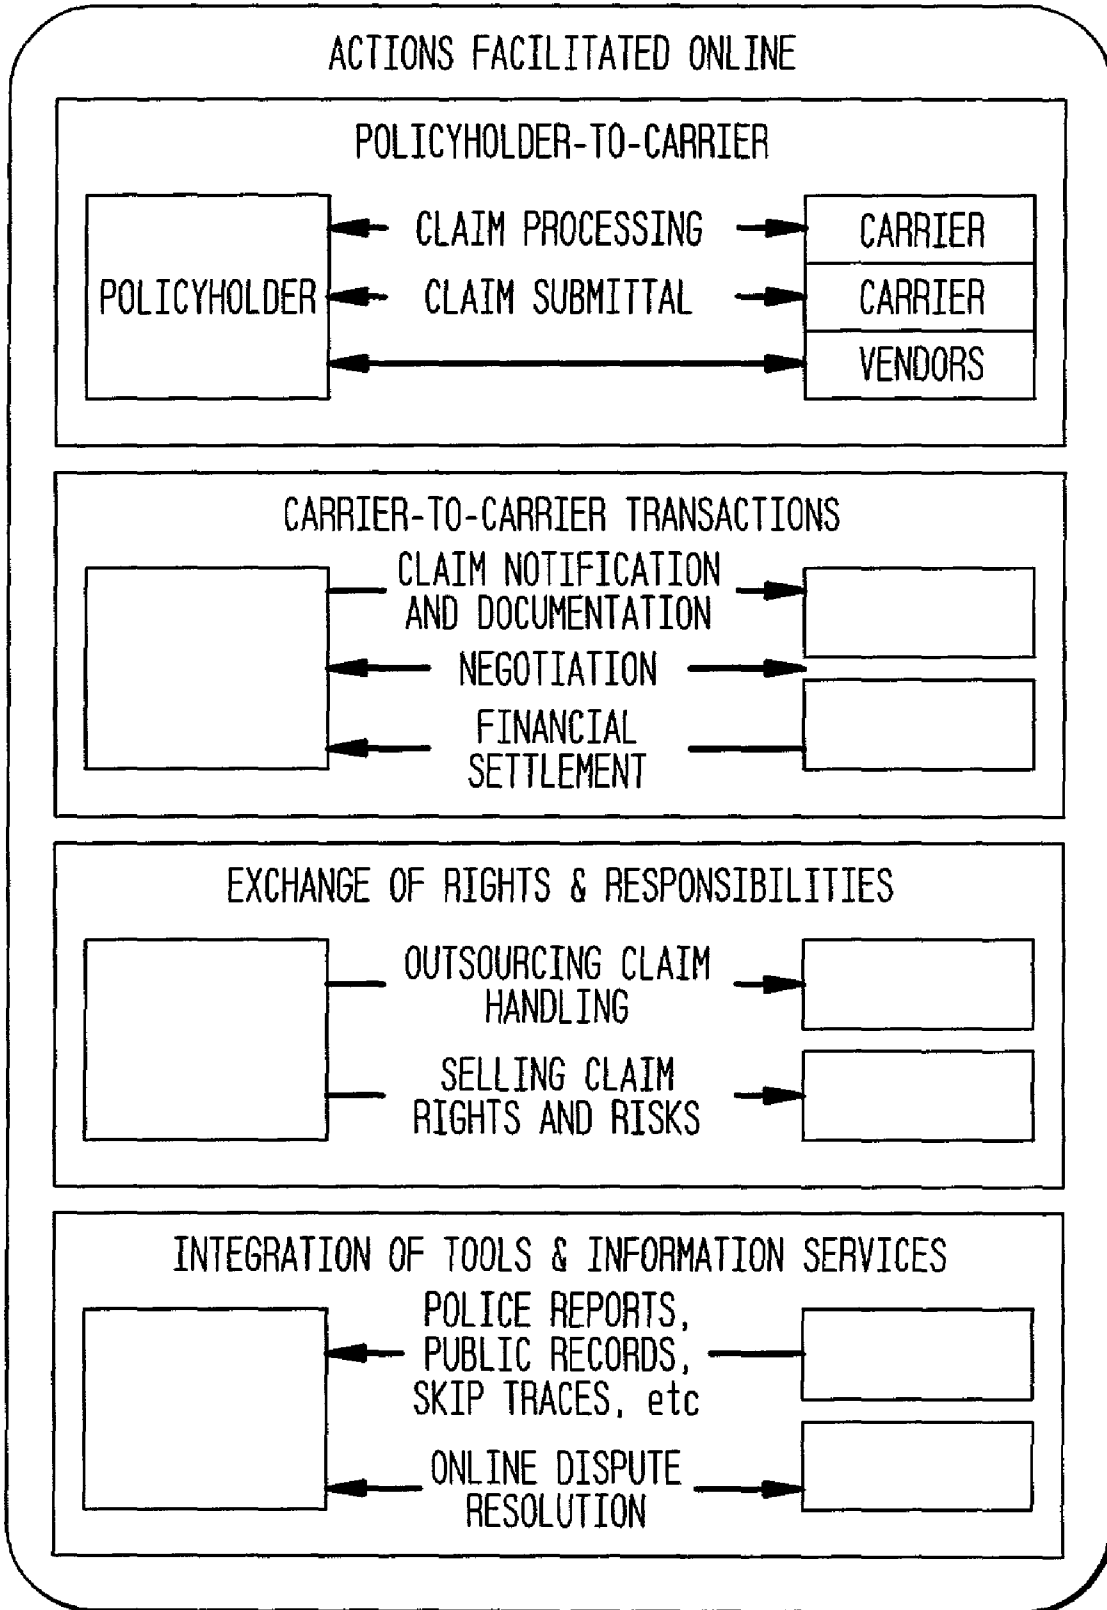 ACTIONS FACILITATED ONLINE
POLICYHOLDER-TO-CARRIER
CLAIM PROCESSING
CARRIER
POLICYHOLDER
CLAIM SUBMITTAL
CARRIER
VENDORS
CARRIER-TO-CARRIER TRANSACTIONS
CLAIM NOTIFICATION
AND DOCUMENTATION
NEGOTIATION
FINANCIAL
SETTLEMENT
EXCHANGE OF RIGHTS & RESPONSIBILITIES
OUTSOURCING CLAIM
HANDLING
SELLING CLAIM
RIGHTS AND RISKS
INTEGRATION OF TOOLS & INFORMATION SERVICES
POLICE REPORTS,
PUBLIC RECORDS,
SKIP TRACES, etc
ONLINE DISPUTE
RESOLUTION